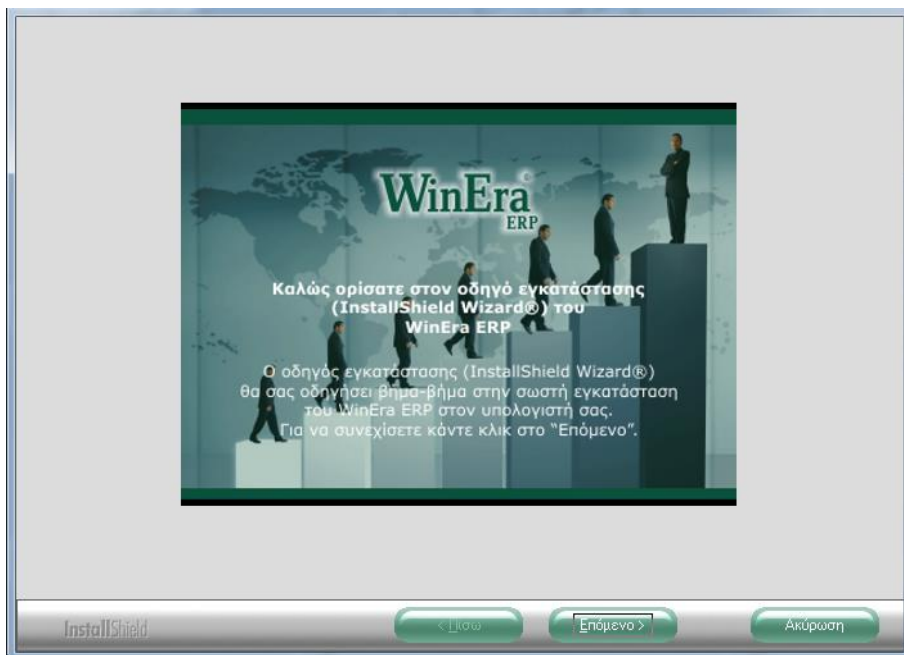 WinEra
ERP
Καλώς ορίσατε στον οδηγό εγκατάστασης
(InstallShield Wizard®) του
WinEra ERP
Ο οδηγός εγκατάστασης (InstallShield Wizard®)
θα σας οδηγήσει βήμα-βήμα στην σωστή εγκατάσταση
του WinEra ERP στον υπολογιστή σας.
Για να συνεχίσετε κάντε κλικ στο “Επόμενο”.
InstallShield
< Πίσω
Επόμενο >
Ακύρωση